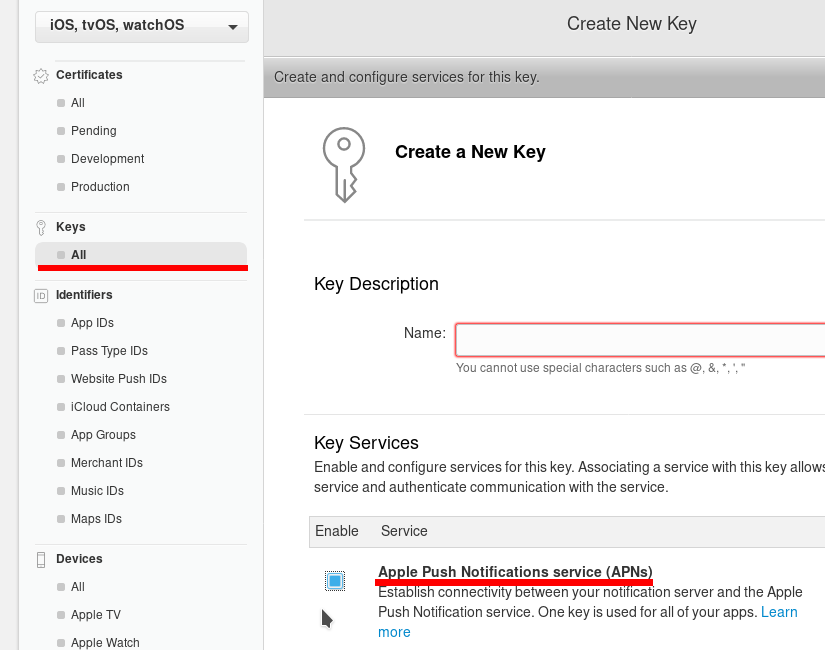 iOS, tvOS, watchOS
Certificates
All
Pending
Development
Production
Keys
All
ID
Identifiers
App IDs
Pass Type IDs
Website Push IDs
iCloud Containers
App Groups
Merchant IDs
Music IDs
Maps IDs
Devices
All
Apple TV
Apple Watch
Create New Key
Create and configure services for this key.
Create a New Key
Key Description
Name:
You cannot use special characters such as @, &, *, ', "
Key Services
Enable and configure services for this key. Associating a service with this key allows
service and authenticate communication with the service.
Enable Service
Apple Push Notifications service (APNs)
Establish connectivity between your notification server and the Apple
Push Notification service. One key is used for all of your apps. Learn
more